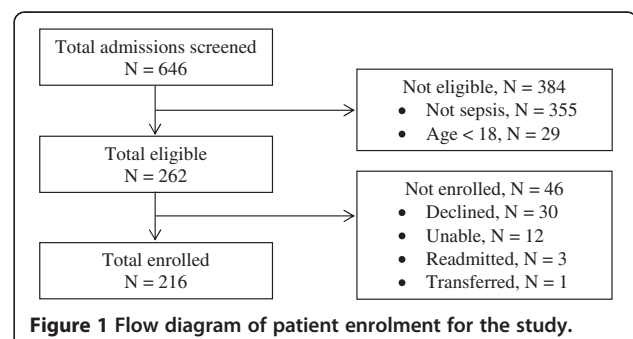 Total admissions screened
N = 646
Not eligible, N = 384
• Not sepsis, N = 355
• Age < 18, N = 29
Total eligible
N = 262
Not enrolled, N = 46
• Declined, N = 30
• Unable, N = 12
• Readmitted, N = 3
• Transferred, N = 1
Total enrolled
N = 216
Figure 1 Flow diagram of patient enrolment for the study.